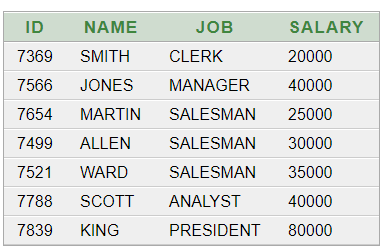 ID NAME JOB SALARY
7369 SMITH CLERK 20000
7566 JONES MANAGER 40000
7654 MARTIN SALESMAN 25000
7499 ALLEN SALESMAN 30000
7521 WARD SALESMAN 35000
7788 SCOTT ANALYST 40000
7839 KING PRESIDENT 80000